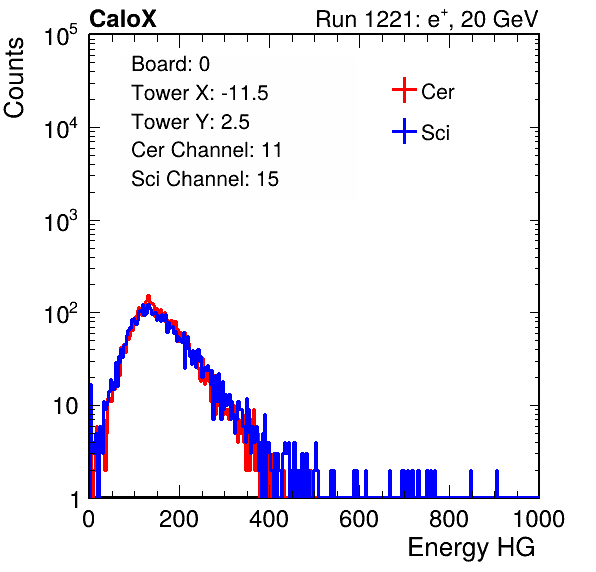 CaloX Run 1221: e⁺, 20 GeV
Counts
10⁵
10⁴
10³
10²
10
1
Board: 0
Tower X: -11.5
Tower Y: 2.5
Cer Channel: 11
Sci Channel: 15
Cer
Sci
0 200 400 600 800 1000
Energy HG